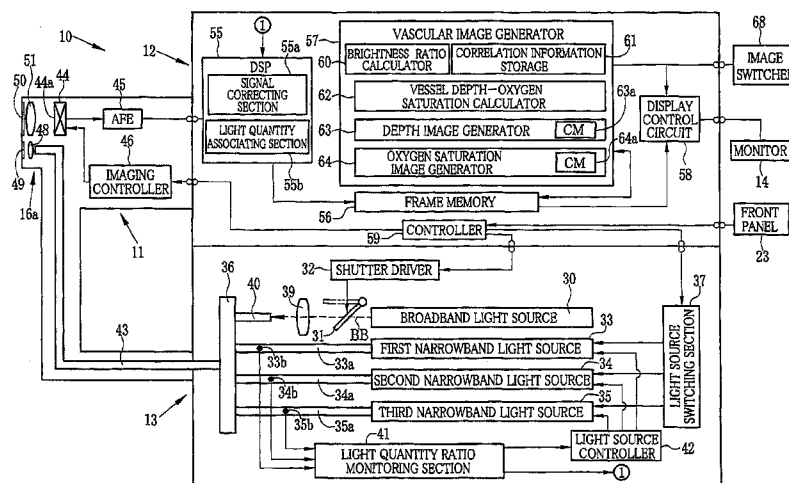 10
12
55
①
55a
DSP
SIGNAL
CORRECTING
SECTION
LIGHT QUANTITY
ASSOCIATING SECTION
55b
57
VASCULAR IMAGE GENERATOR
60
BRIGHTNESS RATIO
CALCULATOR
CORRELATION INFORMATION
STORAGE
61
62
VESSEL DEPTH-OXYGEN
SATURATION CALCULATOR
63a
63
DEPTH IMAGE GENERATOR
CM
64a
64
OXYGEN SATURATION
IMAGE GENERATOR
CM
68
IMAGE
SWITCHER
DISPLAY
CONTROL
CIRCUIT
58
MONITOR
14
FRONT
PANEL
23
56
FRAME MEMORY
59
CONTROLLER
51
50
44
44a
45
AFE
48
49
16a
46
IMAGING
CONTROLLER
11
32
SHUTTER DRIVER
36
40
39
31
BB
30
BROADBAND LIGHT SOURCE
33
37
33b
33a
FIRST NARROWBAND LIGHT SOURCE
34
34b
34a
SECOND NARROWBAND LIGHT SOURCE
35
35b
35a
THIRD NARROWBAND LIGHT SOURCE
LIGHT SOURCE
SWITCHING SECTION
43
13
41
LIGHT QUANTITY RATIO
MONITORING SECTION
LIGHT SOURCE
CONTROLLER
42
①